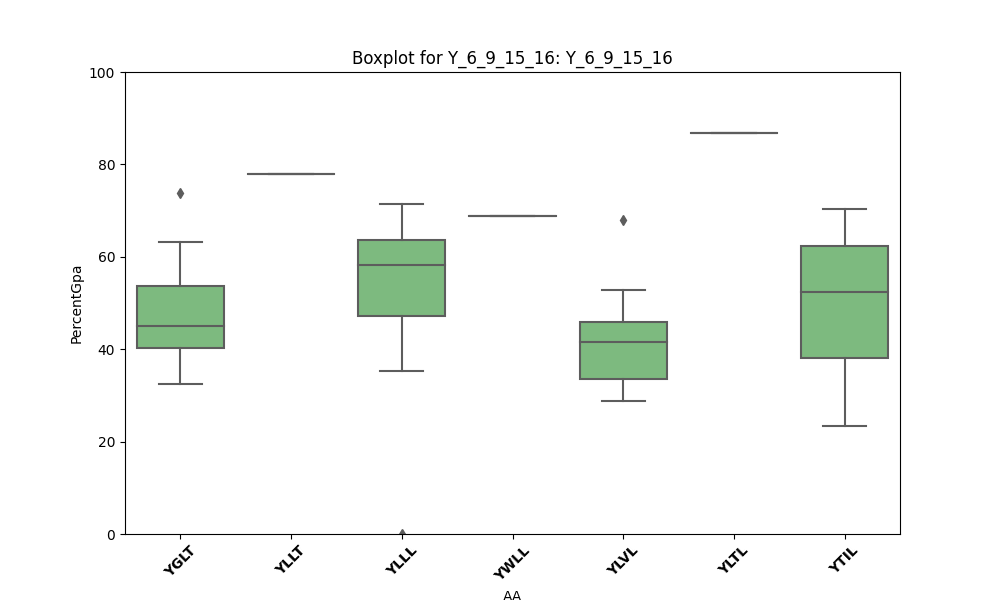 Boxplot for Y_6_9_15_16: Y_6_9_15_16
100
80
60
40
20
0
PercentGpa
YGLT
YLLT
YLLL
YWLL
YLVL
YLTL
YTIL
AA